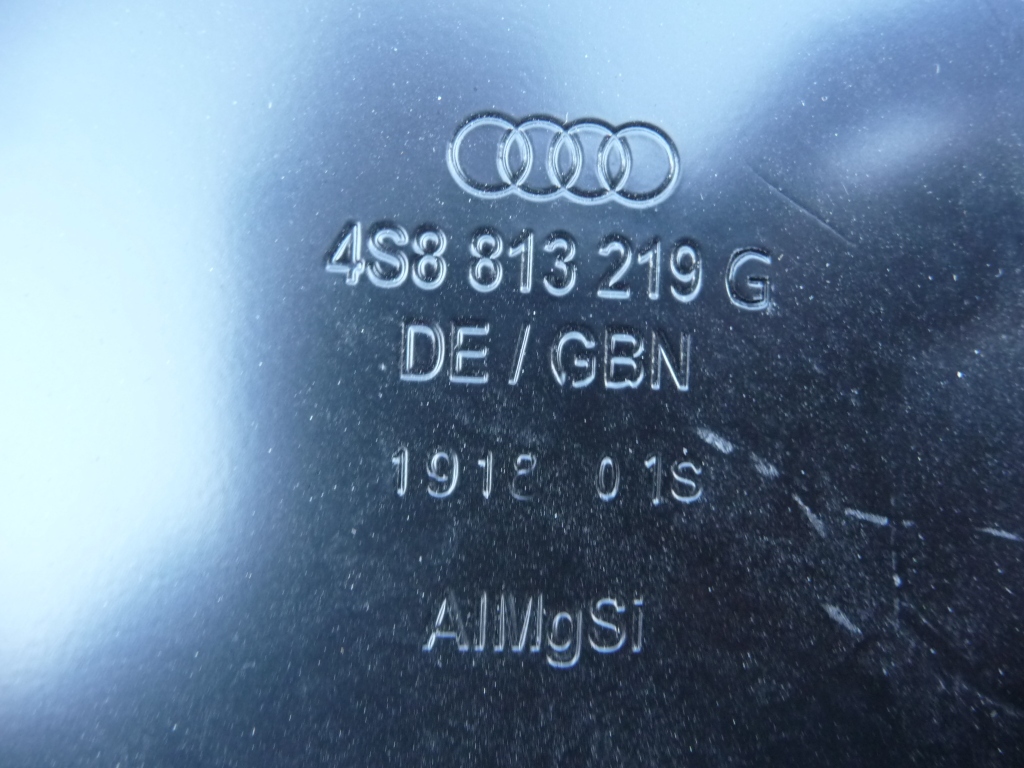 4S8 813 219 G
DE / GBN
1918 01S
AlMgSi